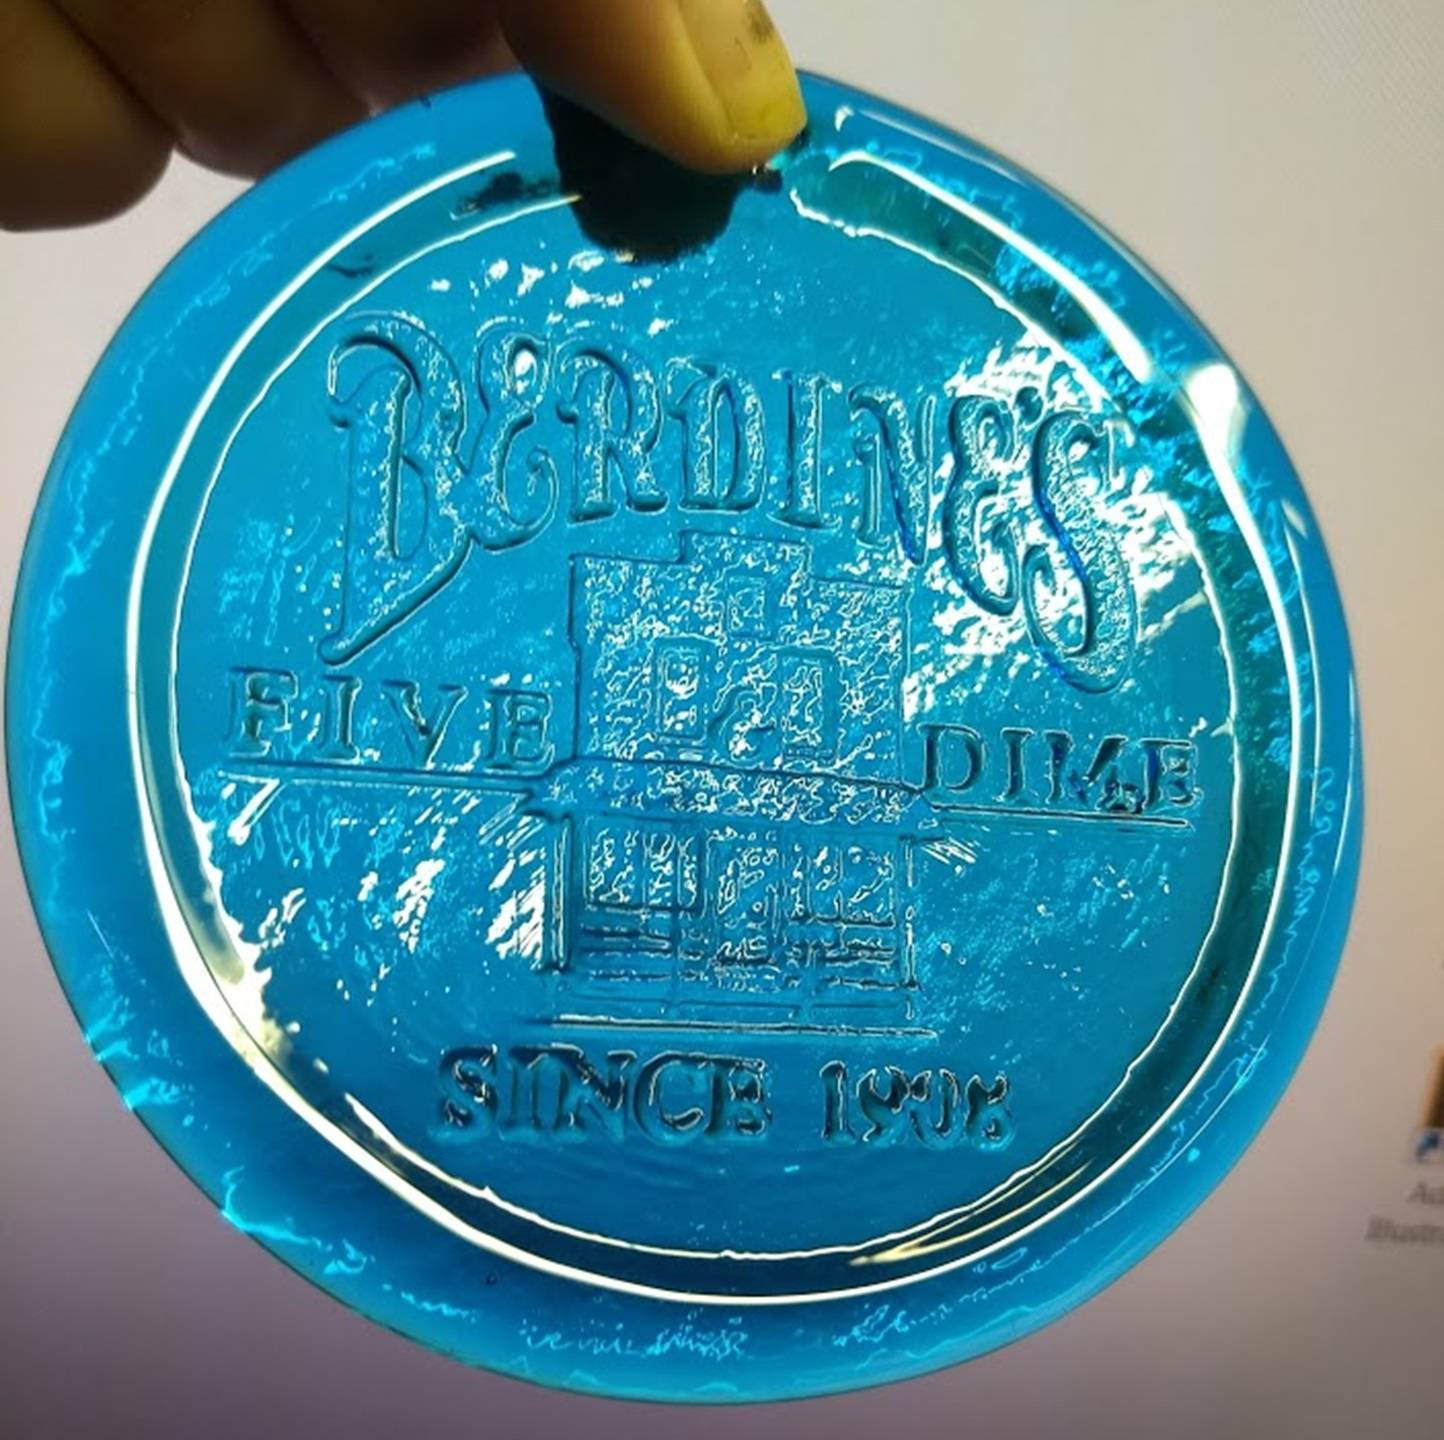 BERDINE'S
FIVE & DIME
SINCE 1908